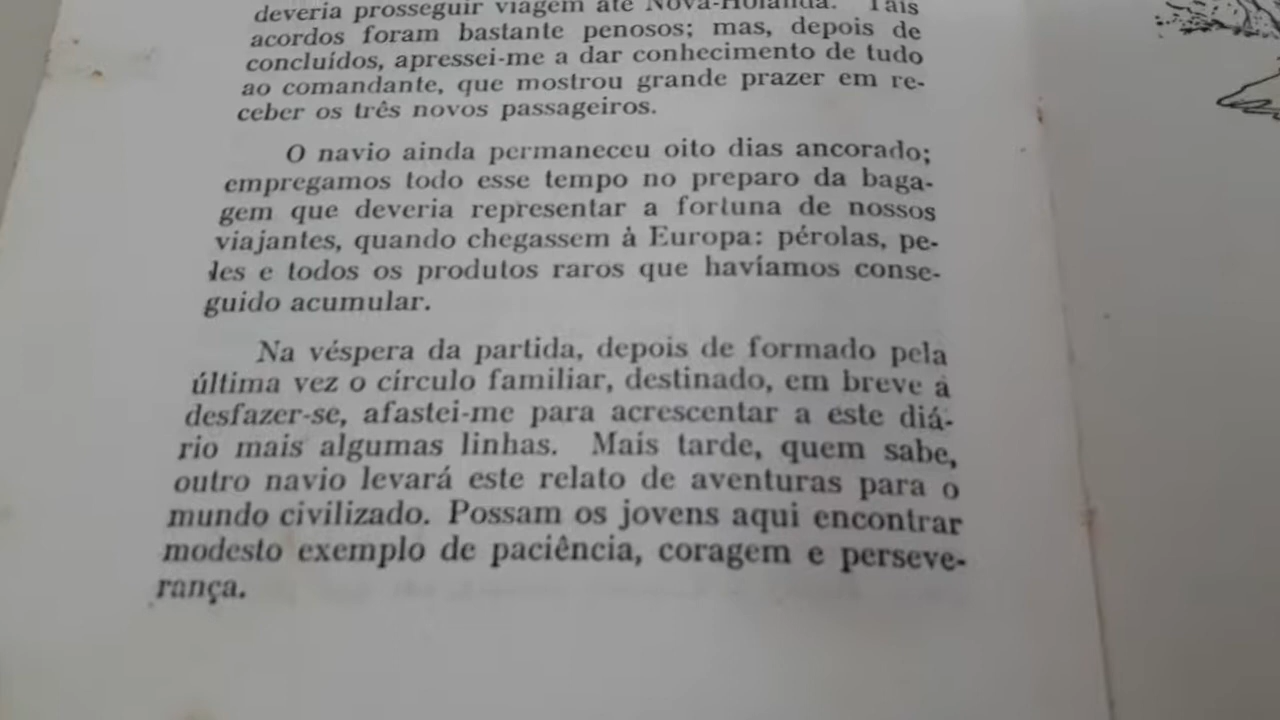 deveria prosseguir viagem até Nova-Holanda. Tais
acordos foram bastante penosos; mas, depois de
concluídos, apressei-me a dar conhecimento de tudo
ao comandante, que mostrou grande prazer em re-
ceber os três novos passageiros.
O navio ainda permaneceu oito dias ancorado;
empregamos todo esse tempo no preparo da baga-
gem que deveria representar a fortuna de nossos
viajantes, quando chegassem à Europa: pérolas, pe-
les e todos os produtos raros que havíamos conse-
guido acumular.
Na véspera da partida, depois de formado pela
última vez o círculo familiar, destinado, em breve a
desfazer-se, afastei-me para acrescentar a este diá-
rio mais algumas linhas. Mais tarde, quem sabe,
outro navio levará este relato de aventuras para o
mundo civilizado. Possam os jovens aqui encontrar
modesto exemplo de paciência, coragem e perseve-
rança.